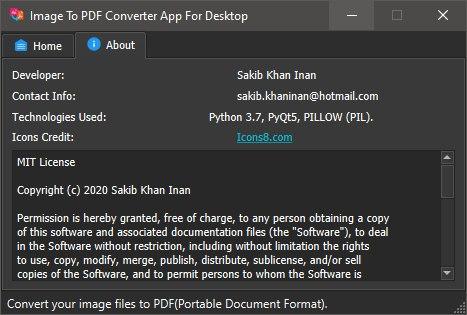 Image To PDF Converter App For Desktop
Home
About
Developer: Sakib Khan Inan
Contact Info: sakib.khaninan@hotmail.com
Technologies Used: Python 3.7, PyQt5, PILLOW (PIL).
Icons Credit: Icons8.com
MIT License
Copyright (c) 2020 Sakib Khan Inan
Permission is hereby granted, free of charge, to any person obtaining a copy
of this software and associated documentation files (the "Software"), to deal
in the Software without restriction, including without limitation the rights
to use, copy, modify, merge, publish, distribute, sublicense, and/or sell
copies of the Software, and to permit persons to whom the Software is
Convert your image files to PDF(Portable Document Format).